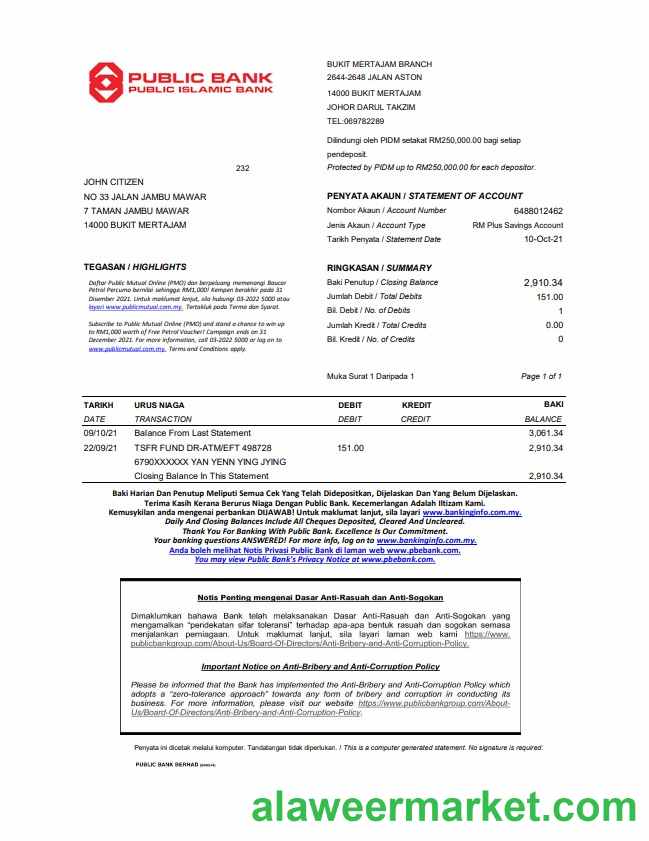 PUBLIC BANK
PUBLIC ISLAMIC BANK
BUKIT MERTAJAM BRANCH
2644-2648 JALAN ASTON
14000 BUKIT MERTAJAM
JOHOR DARUL TAKZIM
TEL:069782289
Dilindungi oleh PIDM setakat RM250,000.00 bagi setiap
pendeposit.
Protected by PIDM up to RM250,000.00 for each depositor.
232
JOHN CITIZEN
NO 33 JALAN JAMBU MAWAR
7 TAMAN JAMBU MAWAR
14000 BUKIT MERTAJAM
PENYATA AKAUN / STATEMENT OF ACCOUNT
Nombor Akaun / Account Number 6488012462
Jenis Akaun / Account Type RM Plus Savings Account
Tarikh Penyata / Statement Date 10-Oct-21
TEGASAN / HIGHLIGHTS
Daftar Public Mutual Online (PMO) dan berpeluang memenangi Baucar
Petrol Percuma bernilai sehingga RM1,000! Kempen berakhir pada 31
Disember 2021. Untuk maklumat lanjut, sila hubungi 03-2022 5000 atau
layari www.publicmutual.com.my. Tertakluk pada Terma dan Syarat.
Subscribe to Public Mutual Online (PMO) and stand a chance to win up
to RM1,000 worth of Free Petrol Voucher! Campaign ends on 31
December 2021. For more information, call 03-2022 5000 or log on to
www.publicmutual.com.my. Terms and Conditions apply.
RINGKASAN / SUMMARY
Baki Penutup / Closing Balance 2,910.34
Jumlah Debit / Total Debits 151.00
Bil. Debit / No. of Debits 1
Jumlah Kredit / Total Credits 0.00
Bil. Kredit / No. of Credits 0
Muka Surat 1 Daripada 1 Page 1 of 1
TARIKH URUS NIAGA DEBIT KREDIT BAKI
DATE TRANSACTION DEBIT CREDIT BALANCE
09/10/21 Balance From Last Statement 3,061.34
22/09/21 TSFR FUND DR-ATM/EFT 498728 151.00 2,910.34
6790XXXXXX YAN YENN YING JYING
Closing Balance In This Statement 2,910.34
Baki Harian Dan Penutup Meliputi Semua Cek Yang Telah Didepositkan, Dijelaskan Dan Yang Belum Dijelaskan.
Terima Kasih Kerana Berurus Niaga Dengan Public Bank. Kecemerlangan Adalah Iltizam Kami.
Kemusykilan anda mengenai perbankan DIJAWAB! Untuk maklumat lanjut, sila layari www.bankinginfo.com.my.
Daily And Closing Balances Include All Cheques Deposited, Cleared And Uncleared.
Thank You For Banking With Public Bank. Excellence Is Our Commitment.
Your banking questions ANSWERED! For more info, log on to www.bankinginfo.com.my.
Anda boleh melihat Notis Privasi Public Bank di laman web www.pbebank.com.
You may view Public Bank's Privacy Notice at www.pbebank.com.
Notis Penting mengenai Dasar Anti-Rasuah dan Anti-Sogokan
Dimaklumkan bahawa Bank telah melaksanakan Dasar Anti-Rasuah dan Anti-Sogokan yang
mengamalkan "pendekatan sifar toleransi" terhadap apa-apa bentuk rasuah dan sogokan semasa
menjalankan perniagaan. Untuk maklumat lanjut, sila layari laman web kami https://www.
publicbankgroup.com/About-Us/Board-Of-Directors/Anti-Bribery-and-Anti-Corruption-Policy.
Important Notice on Anti-Bribery and Anti-Corruption Policy
Please be informed that the Bank has implemented the Anti-Bribery and Anti-Corruption Policy which
adopts a "zero-tolerance approach" towards any form of bribery and corruption in conducting its
business. For more information, please visit our website https://www.publicbankgroup.com/About-
Us/Board-Of-Directors/Anti-Bribery-and-Anti-Corruption-Policy.
Penyata ini dicetak melalui komputer. Tandatangan tidak diperlukan. / This is a computer generated statement. No signature is required.
PUBLIC BANK BERHAD
alaweermarket.com